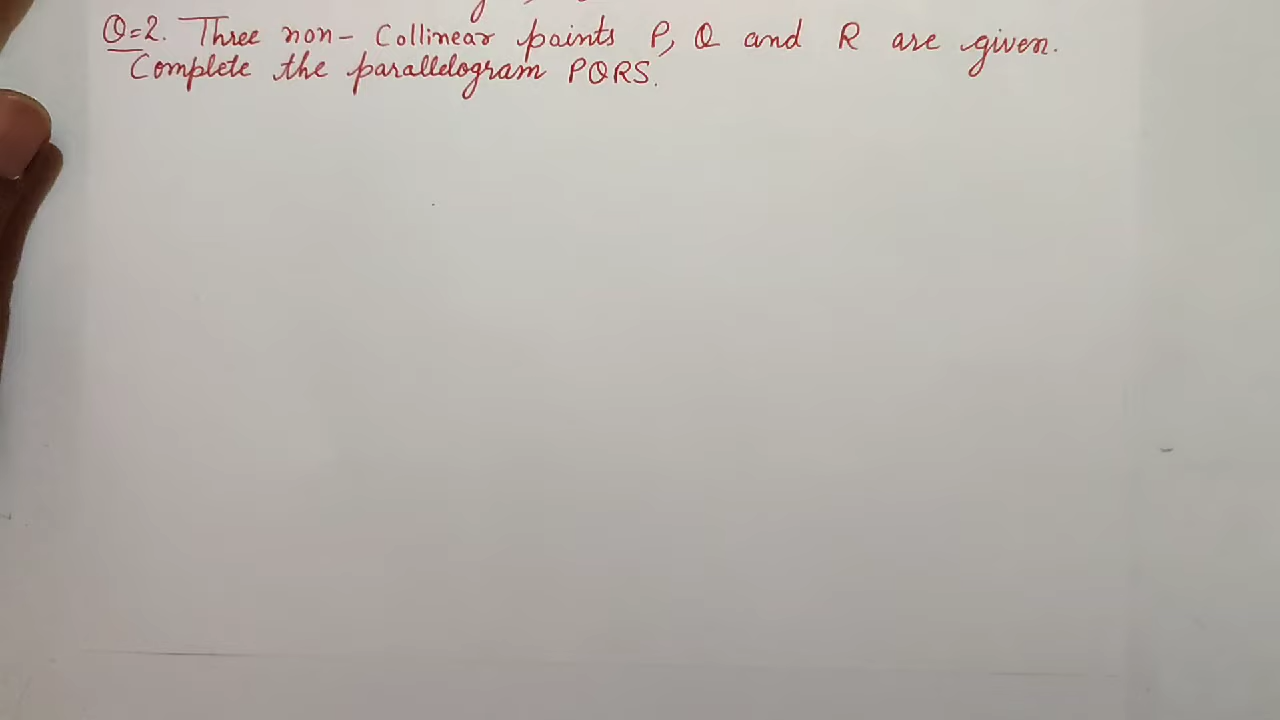 Q=2. Three non- Collinear points P, Q and R are given.
Complete the parallelogram PQRS.